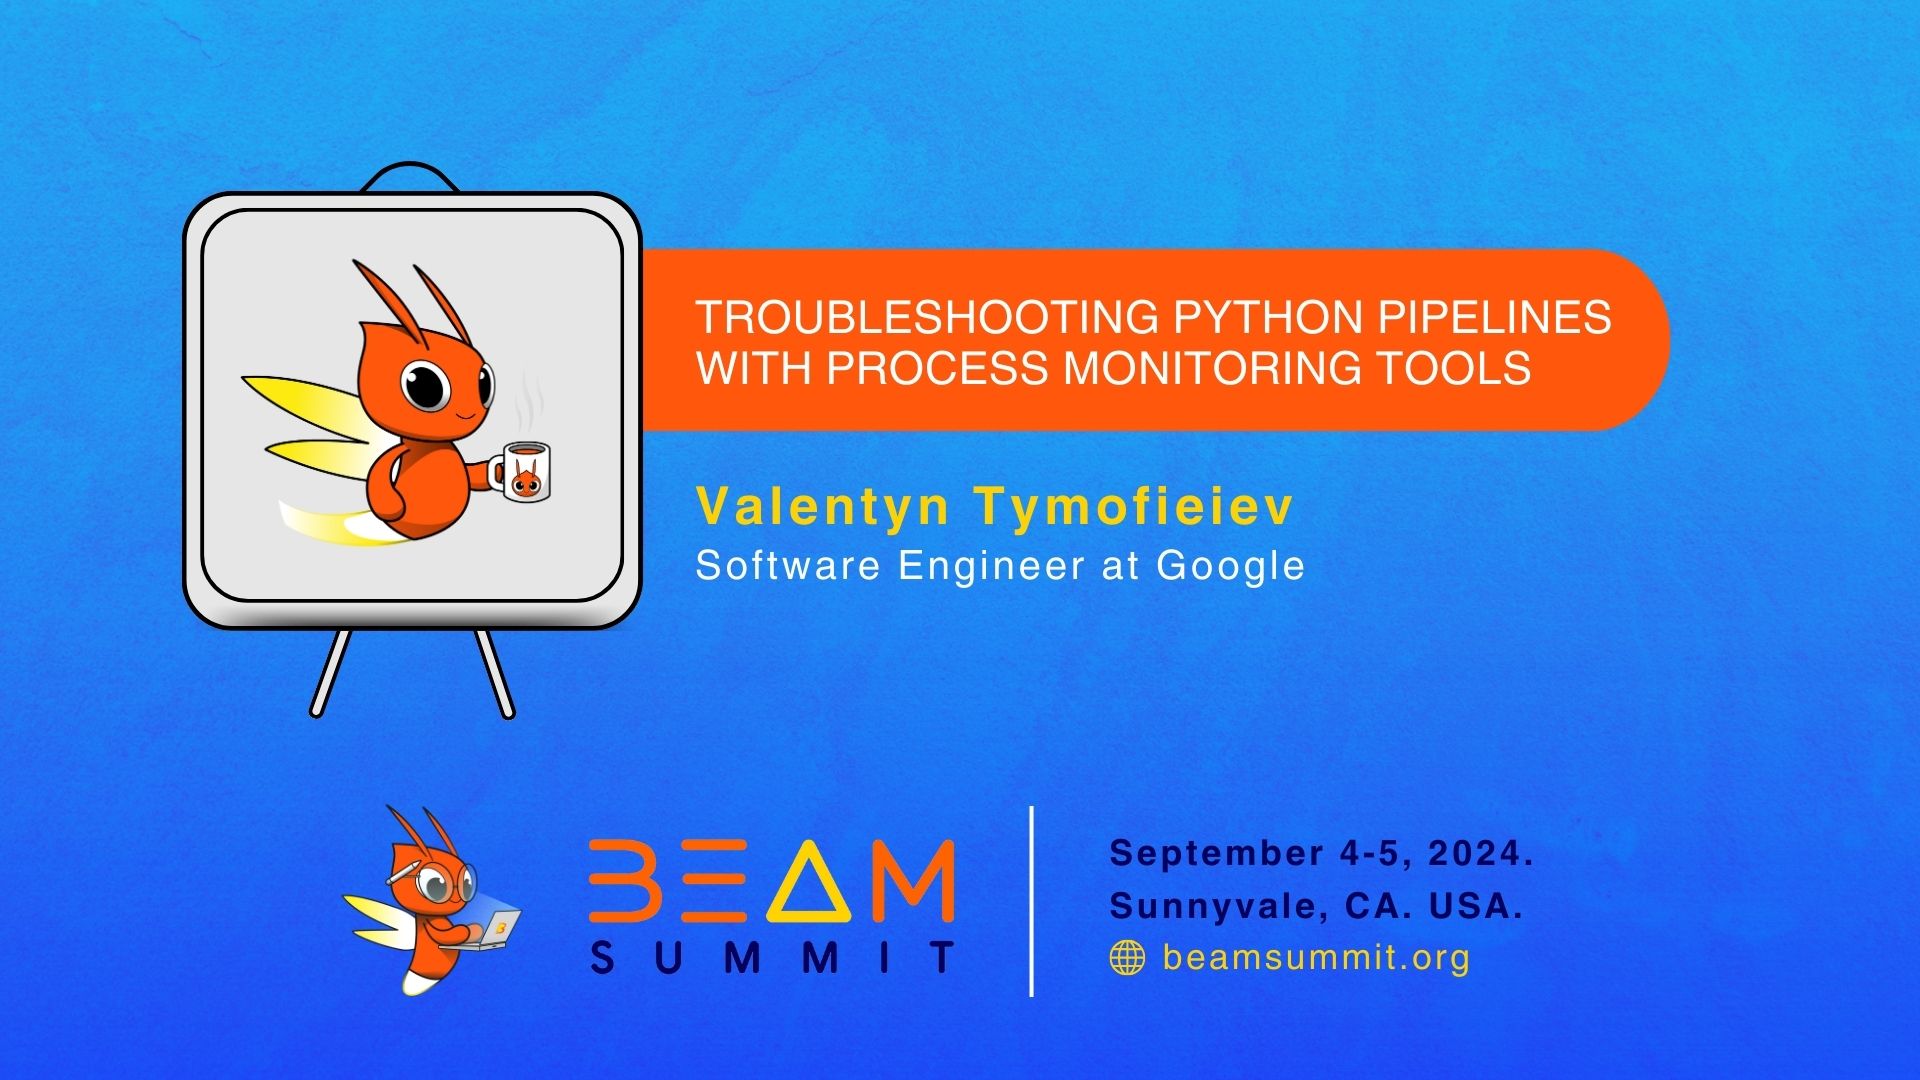 TROUBLESHOOTING PYTHON PIPELINES
WITH PROCESS MONITORING TOOLS
Valentyn Tymofieiev
Software Engineer at Google
BEAM
SUMMIT
September 4-5, 2024.
Sunnyvale, CA. USA.
beamsummit.org